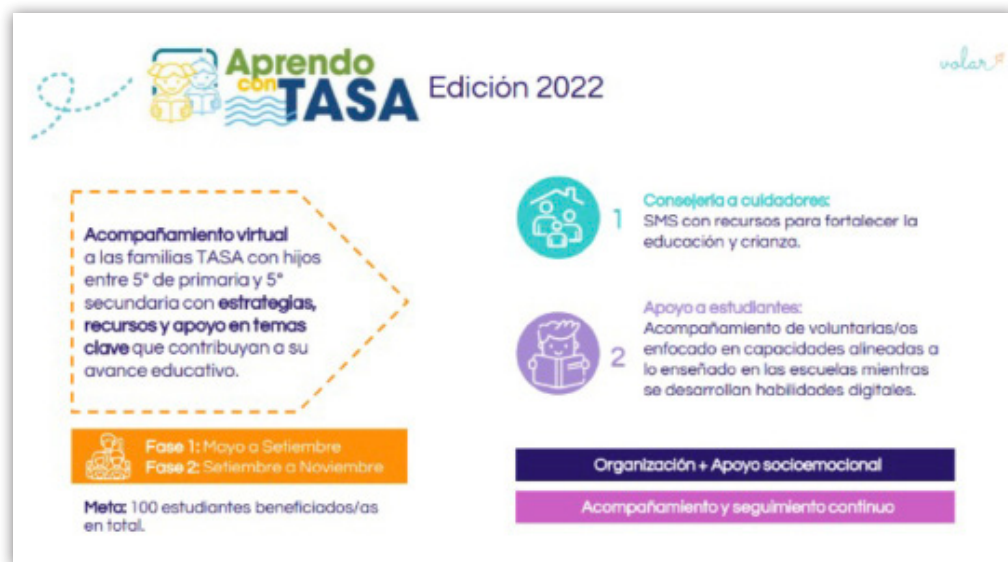 Aprendo
con
TASA
Edición 2022
volar
Acompañamiento virtual
a las familias TASA con hijos
entre 5° de primaria y 5°
secundaria con estrategias,
recursos y apoyo en temas
clave que contribuyan a su
avance educativo.
Fase 1: Mayo a Setiembre
Fase 2: Setiembre a Noviembre
Meta: 100 estudiantes beneficiados/as
en total.
1
Consejería a cuidadores:
SMS con recursos para fortalecer la
educación y crianza.
2
Apoyo a estudiantes:
Acompañamiento de voluntarias/os
enfocado en capacidades alineadas a
lo enseñado en las escuelas mientras
se desarrollan habilidades digitales.
Organización + Apoyo socioemocional
Acompañamiento y seguimiento continuo